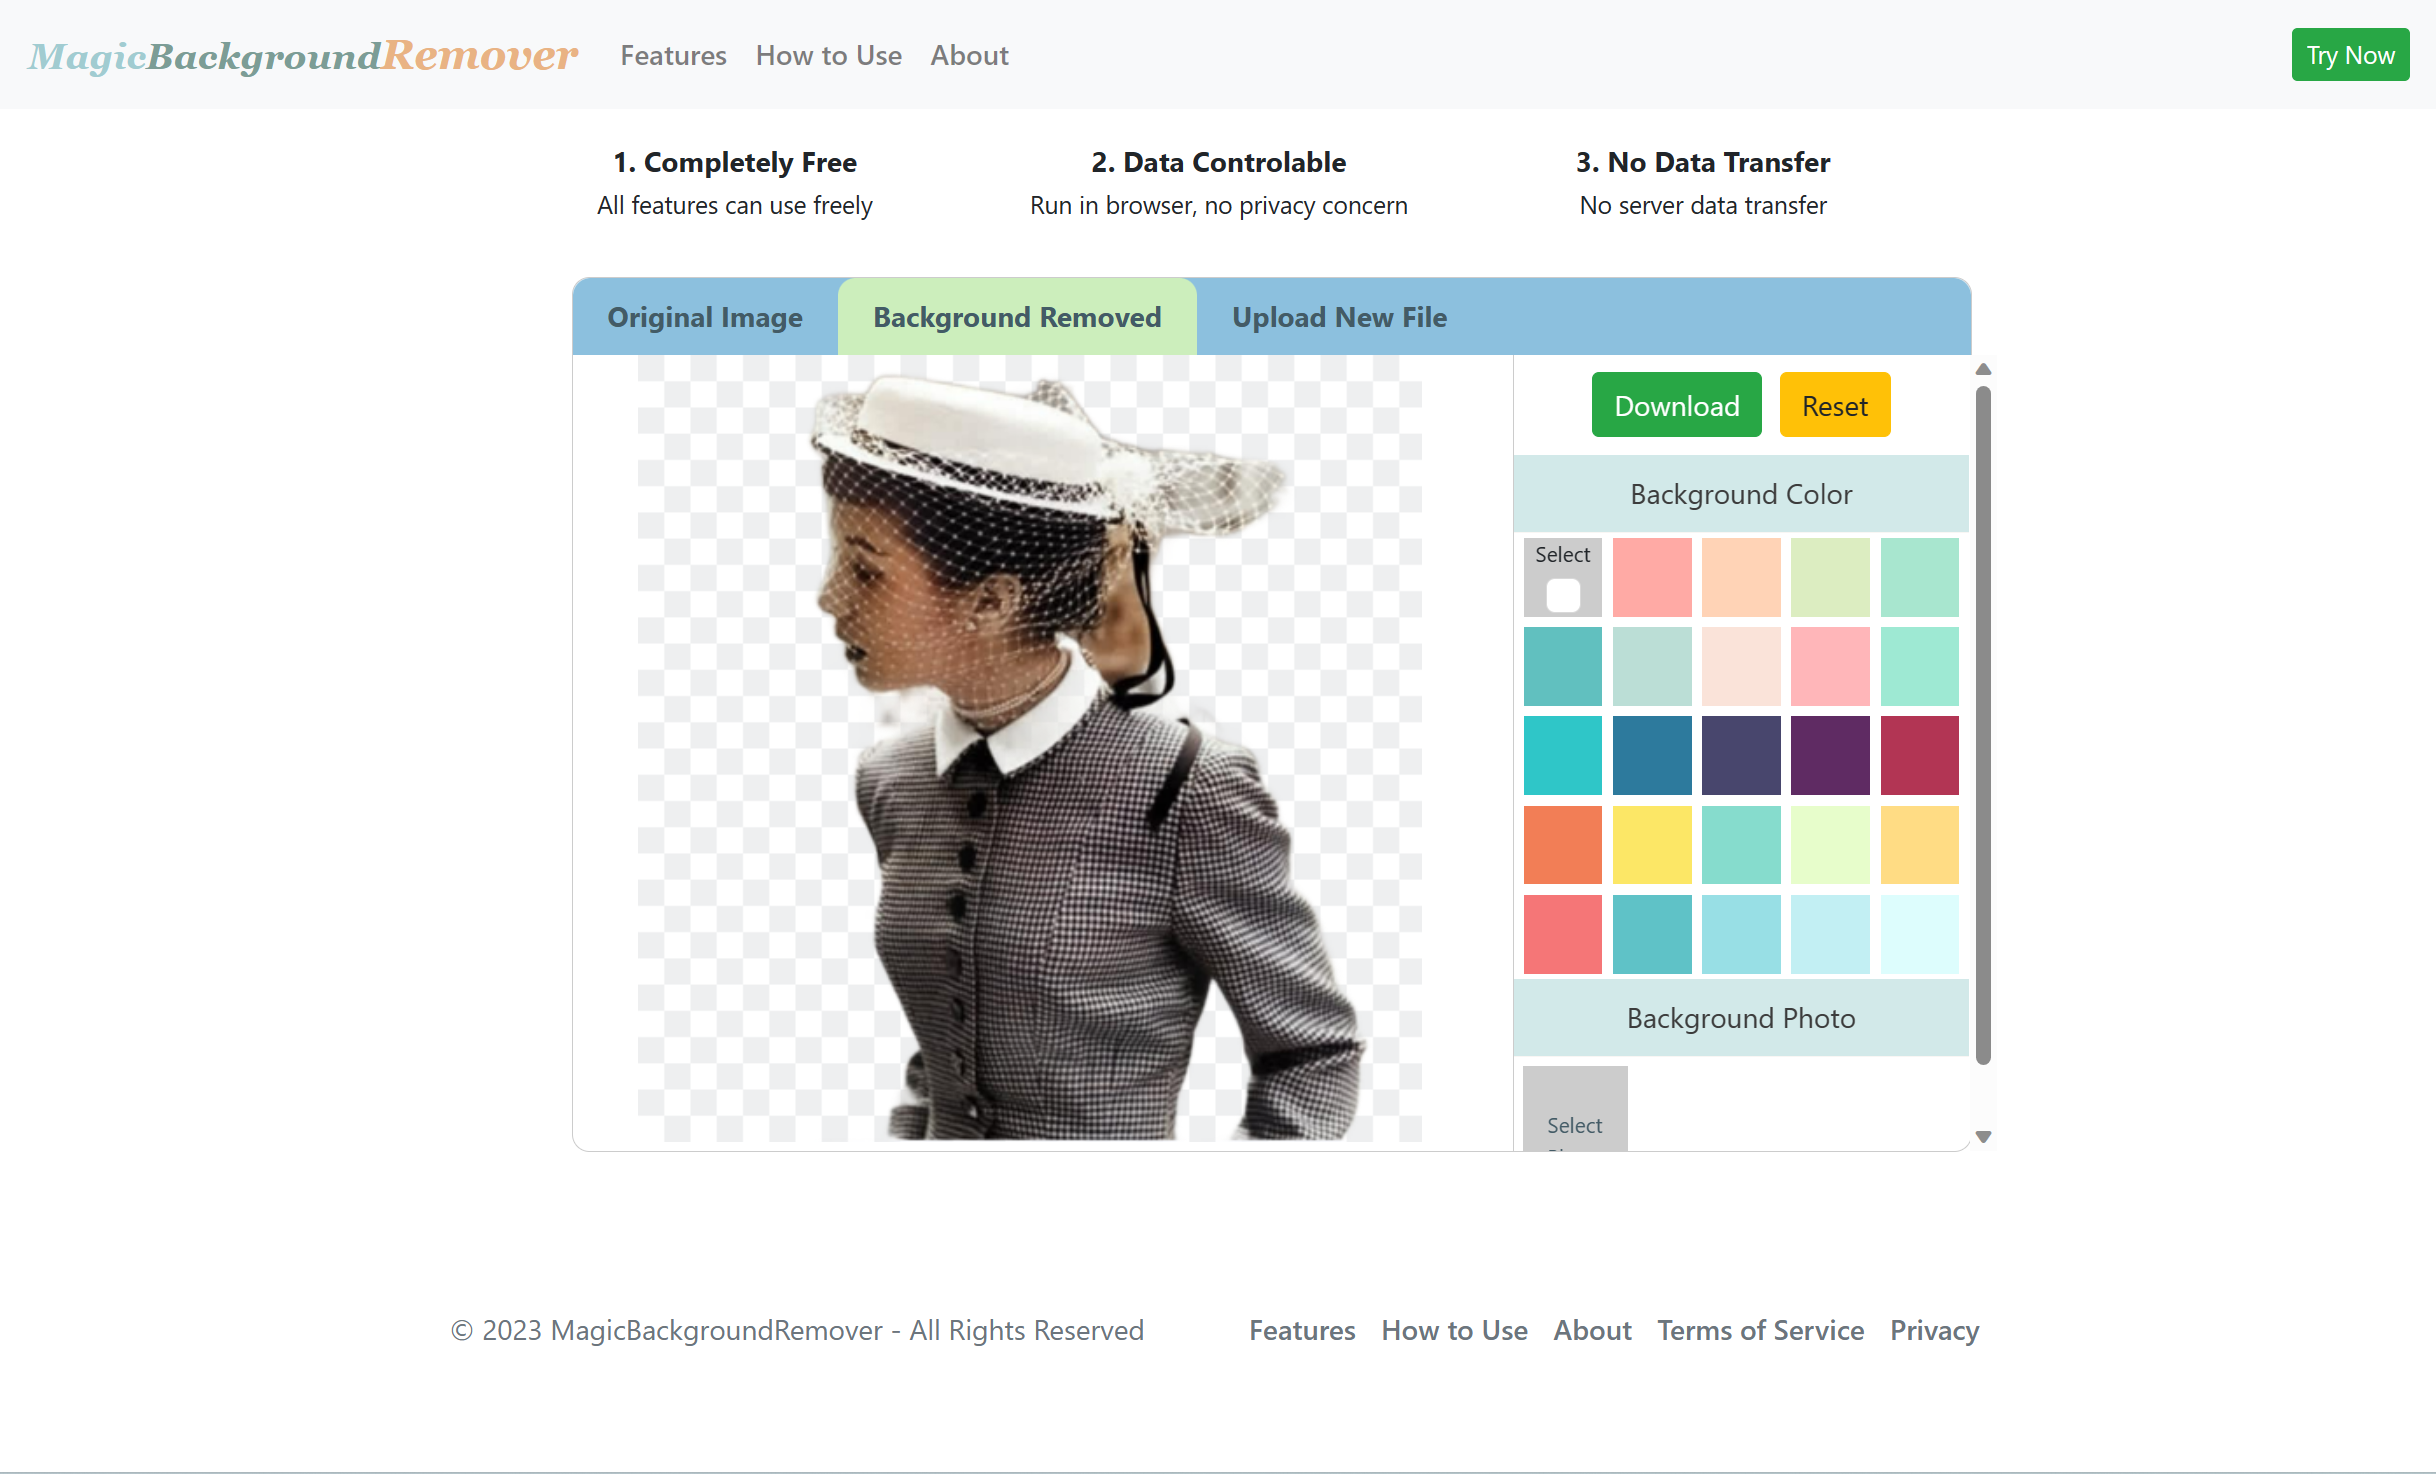 MagicBackgroundRemover Features How to Use About Try Now
1. Completely Free
All features can use freely
2. Data Controlable
Run in browser, no privacy concern
3. No Data Transfer
No server data transfer
Original Image Background Removed Upload New File
Download Reset
Background Color
Select
Background Photo
Select
© 2023 MagicBackgroundRemover - All Rights Reserved Features How to Use About Terms of Service Privacy